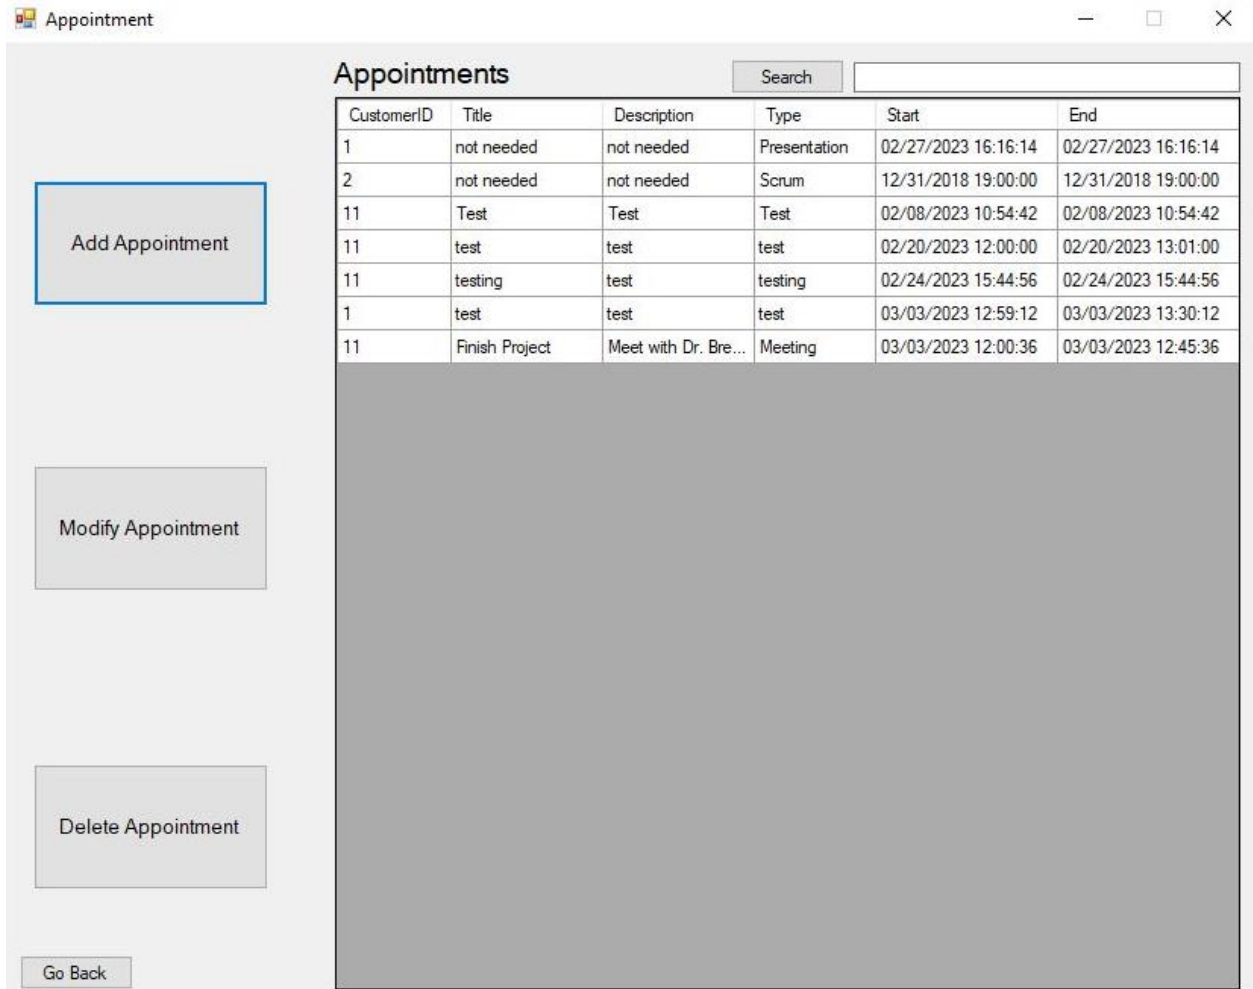 Appointment
Appointments Search
CustomerID Title Description Type Start End
1 not needed not needed Presentation 02/27/2023 16:16:14 02/27/2023 16:16:14
2 not needed not needed Scrum 12/31/2018 19:00:00 12/31/2018 19:00:00
11 Test Test Test 02/08/2023 10:54:42 02/08/2023 10:54:42
11 test test test 02/20/2023 12:00:00 02/20/2023 13:01:00
11 testing test testing 02/24/2023 15:44:56 02/24/2023 15:44:56
1 test test test 03/03/2023 12:59:12 03/03/2023 13:30:12
11 Finish Project Meet with Dr. Bre... Meeting 03/03/2023 12:00:36 03/03/2023 12:45:36
Add Appointment
Modify Appointment
Delete Appointment
Go Back